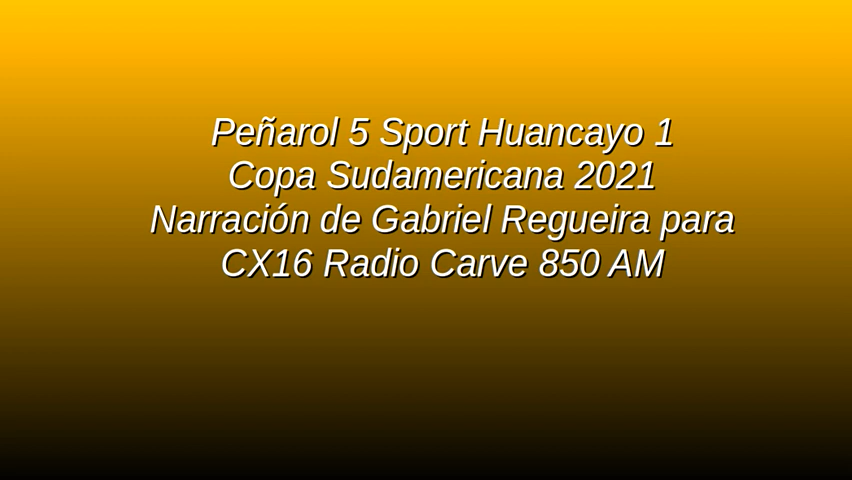 Peñarol 5 Sport Huancayo 1
Copa Sudamericana 2021
Narración de Gabriel Regueira para
CX16 Radio Carve 850 AM